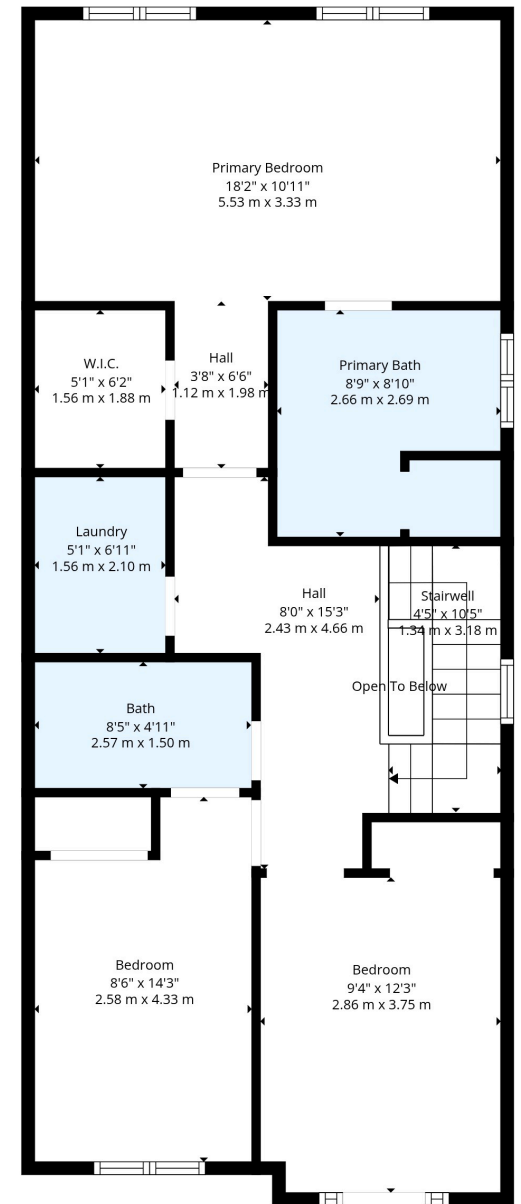 Primary Bedroom
18'2" x 10'11"
5.53 m x 3.33 m
W.I.C.
5'1" x 6'2"
1.56 m x 1.88 m
Hall
3'8" x 6'6"
1.12 m x 1.98 m
Primary Bath
8'9" x 8'10"
2.66 m x 2.69 m
Laundry
5'1" x 6'11"
1.56 m x 2.10 m
Hall
8'0" x 15'3"
2.43 m x 4.66 m
Stairwell
4'5" x 10'5"
1.34 m x 3.18 m
Open To Below
Bath
8'5" x 4'11"
2.57 m x 1.50 m
Bedroom
8'6" x 14'3"
2.58 m x 4.33 m
Bedroom
9'4" x 12'3"
2.86 m x 3.75 m